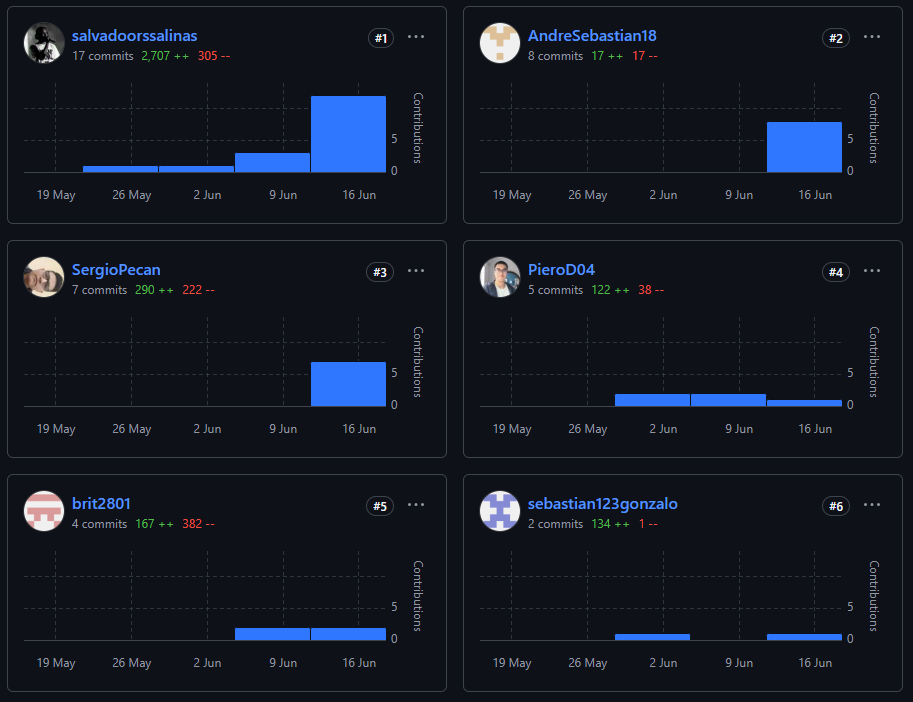 salvadoorssalinas
#1
17 commits 2,707 ++ 305 --
Contributions
5
0
19 May 26 May 2 Jun 9 Jun 16 Jun
AndreSebastian18
#2
8 commits 17 ++ 17 --
Contributions
5
0
19 May 26 May 2 Jun 9 Jun 16 Jun
SergioPecan
#3
7 commits 290 ++ 222 --
Contributions
5
0
19 May 26 May 2 Jun 9 Jun 16 Jun
PieroD04
#4
5 commits 122 ++ 38 --
Contributions
5
0
19 May 26 May 2 Jun 9 Jun 16 Jun
brit2801
#5
4 commits 167 ++ 382 --
Contributions
5
0
19 May 26 May 2 Jun 9 Jun 16 Jun
sebastian123gonzalo
#6
2 commits 134 ++ 1 --
Contributions
5
0
19 May 26 May 2 Jun 9 Jun 16 Jun